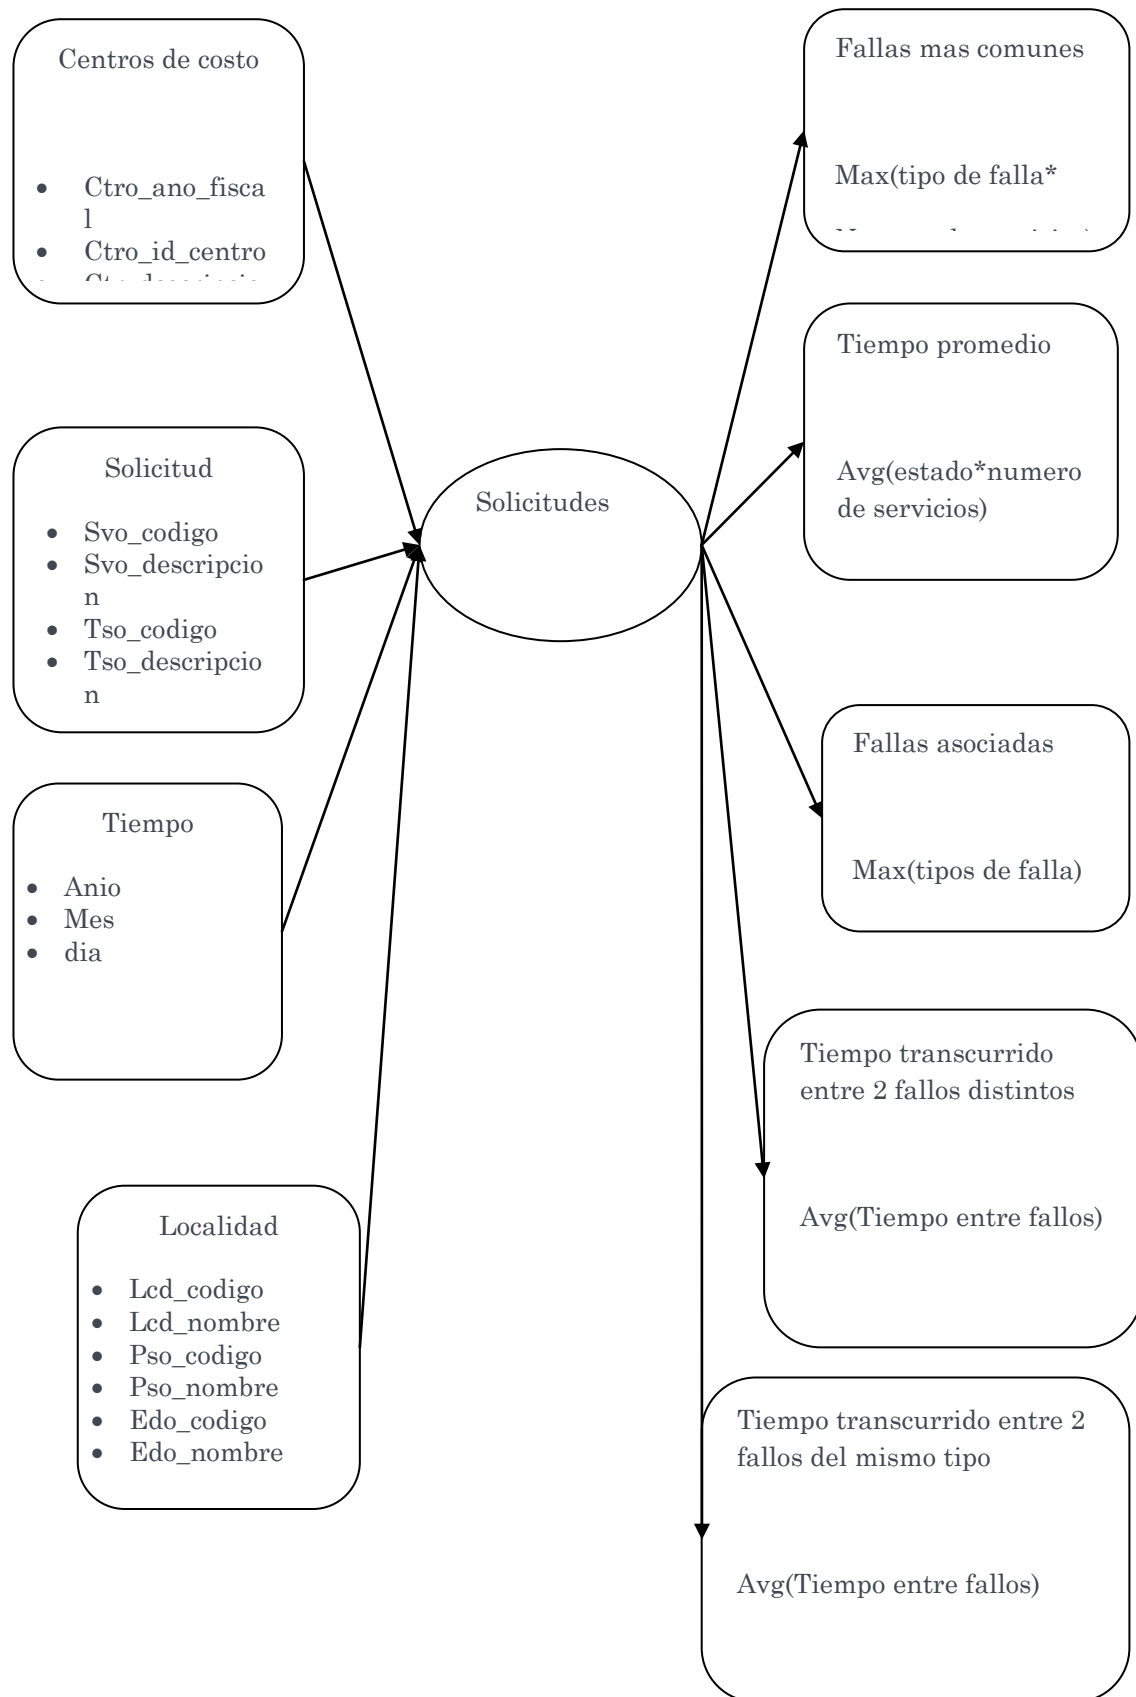 Centros de costo
• Ctro_ano_fisca
l
• Ctro_id_centro
Solicitud
• Svo_codigo
• Svo_descripcio
n
• Tso_codigo
• Tso_descripcio
n
Tiempo
• Anio
• Mes
• dia
Localidad
• Lcd_codigo
• Lcd_nombre
• Pso_codigo
• Pso_nombre
• Edo_codigo
• Edo_nombre
Solicitudes
Fallas mas comunes
Max(tipo de falla*
Tiempo promedio
Avg(estado*numero
de servicios)
Fallas asociadas
Max(tipos de falla)
Tiempo transcurrido
entre 2 fallos distintos
Avg(Tiempo entre fallos)
Tiempo transcurrido entre 2
fallos del mismo tipo
Avg(Tiempo entre fallos)